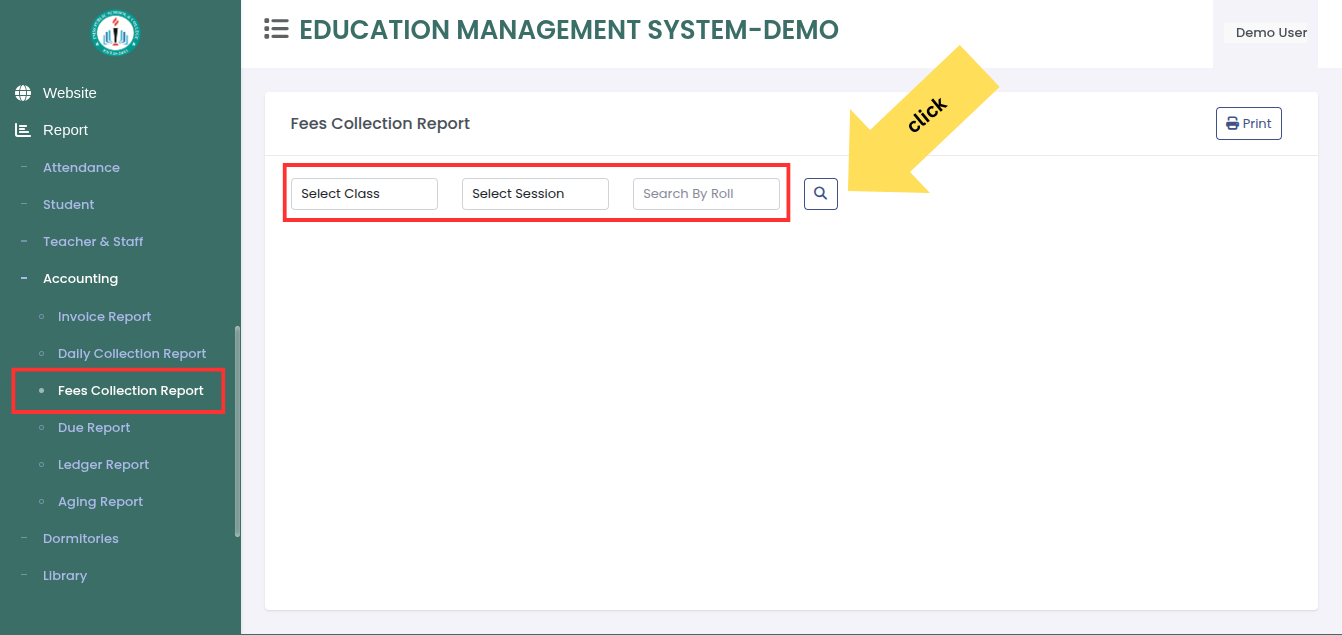 EDUCATION MANAGEMENT SYSTEM-DEMO
Demo User
Website
Report
Attendance
Student
Teacher & Staff
Accounting
Invoice Report
Daily Collection Report
Fees Collection Report
Due Report
Ledger Report
Aging Report
Dormitories
Library
Fees Collection Report
Print
click
Select Class
Select Session
Search By Roll